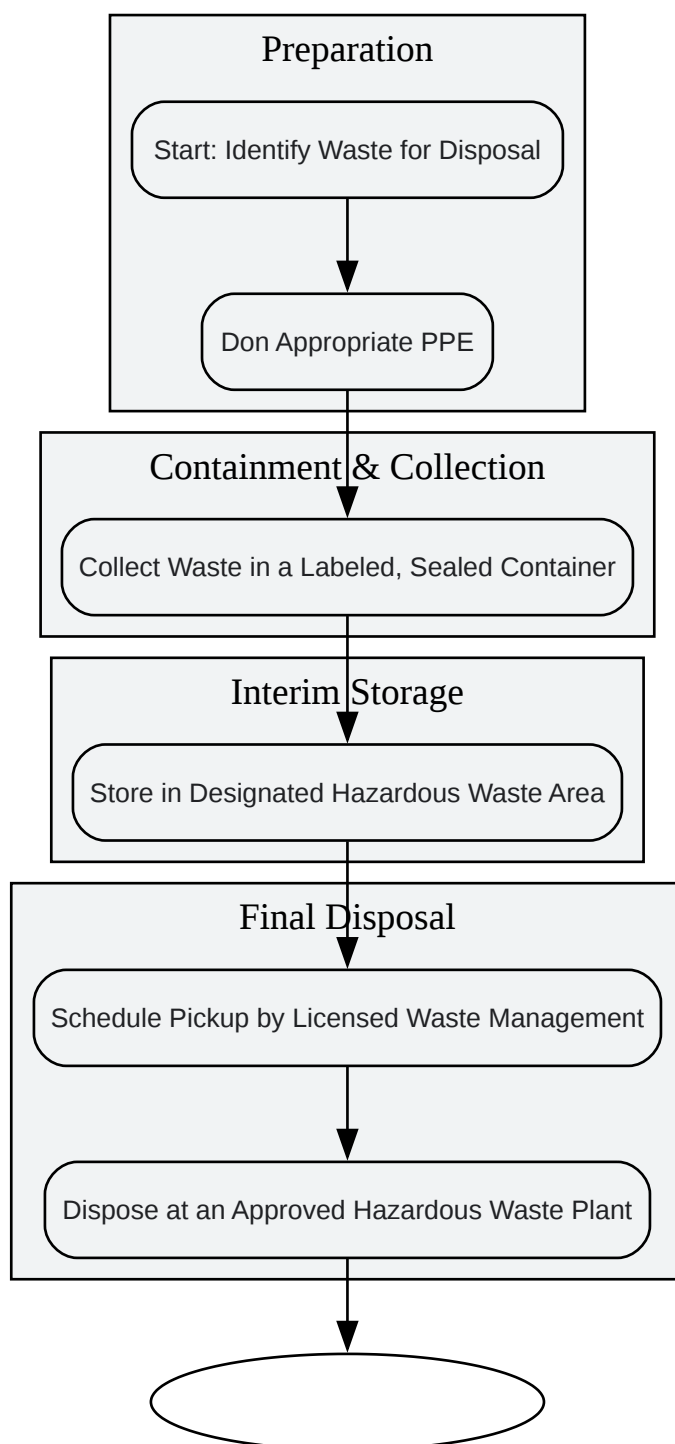 Preparation
Start: Identify Waste for Disposal
Don Appropriate PPE
Containment & Collection
Collect Waste in a Labeled, Sealed Container
Interim Storage
Store in Designated Hazardous Waste Area
Final Disposal
Schedule Pickup by Licensed Waste Management
Dispose at an Approved Hazardous Waste Plant